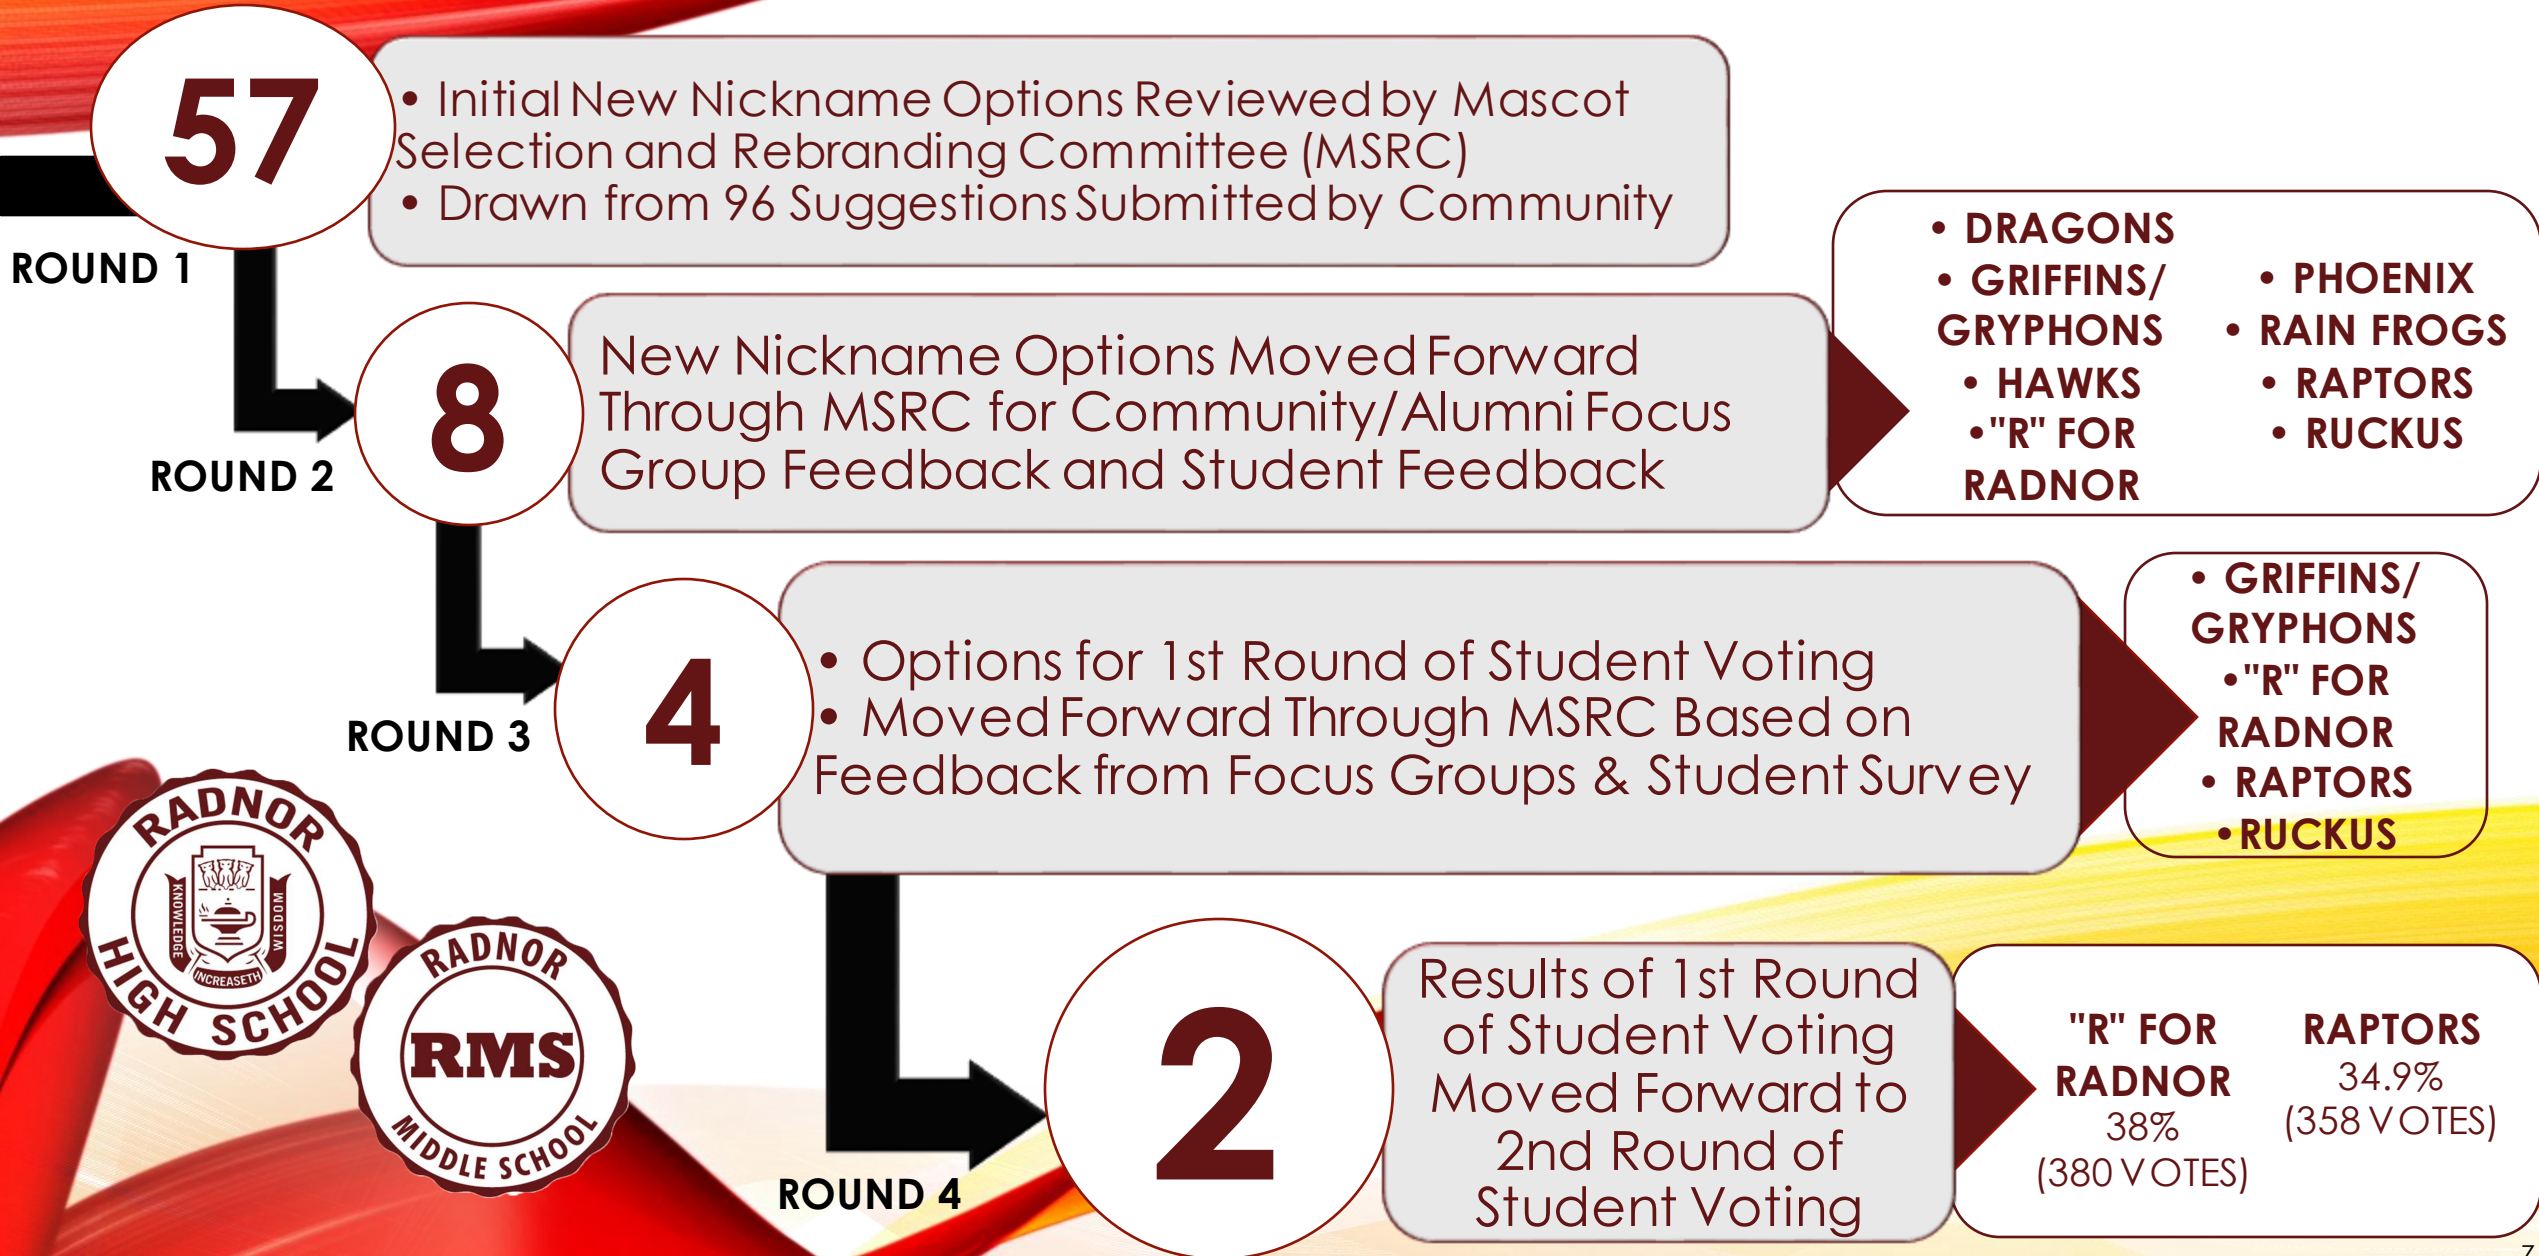 57
• Initial New Nickname Options Reviewed by Mascot
Selection and Rebranding Committee (MSRC)
• Drawn from 96 Suggestions Submitted by Community
ROUND 1
8
New Nickname Options Moved Forward
Through MSRC for Community/Alumni Focus
Group Feedback and Student Feedback
ROUND 2
• DRAGONS
• GRIFFINS/
GRYPHONS
• HAWKS
•"R" FOR
RADNOR
• PHOENIX
• RAIN FROGS
• RAPTORS
• RUCKUS
4
• Options for 1st Round of Student Voting
• Moved Forward Through MSRC Based on
Feedback from Focus Groups & Student Survey
ROUND 3
• GRIFFINS/
GRYPHONS
•"R" FOR
RADNOR
• RAPTORS
•RUCKUS
RADNOR
KNOWLEDGE
WISDOM
INCREASETH
HIGH SCHOOL
RADNOR
RMS
MIDDLE SCHOOL
2
Results of 1st Round
of Student Voting
Moved Forward to
2nd Round of
Student Voting
ROUND 4
"R" FOR
RADNOR
38%
(380 VOTES)
RAPTORS
34.9%
(358 VOTES)
7